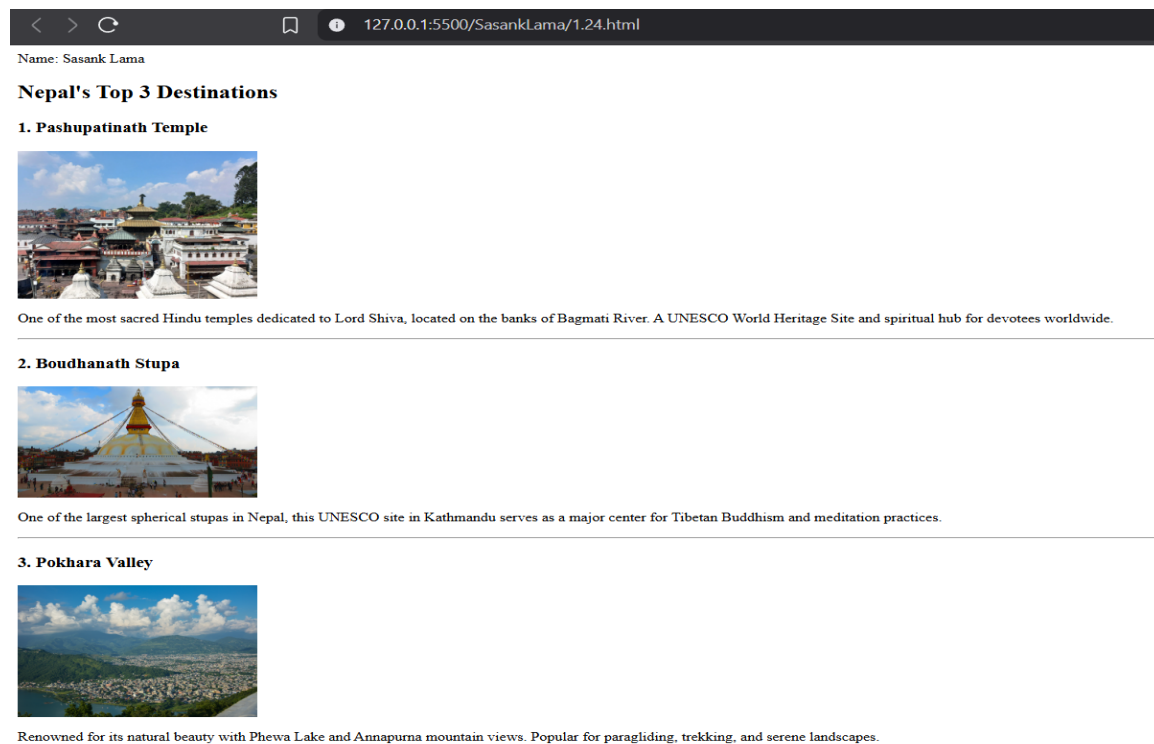 127.0.0.1:5500/SasankLama/1.24.html
Name: Sasank Lama
Nepal's Top 3 Destinations
1. Pashupatinath Temple
One of the most sacred Hindu temples dedicated to Lord Shiva, located on the banks of Bagmati River. A UNESCO World Heritage Site and spiritual hub for devotees worldwide.
2. Boudhanath Stupa
One of the largest spherical stupas in Nepal, this UNESCO site in Kathmandu serves as a major center for Tibetan Buddhism and meditation practices.
3. Pokhara Valley
Renowned for its natural beauty with Phewa Lake and Annapurna mountain views. Popular for paragliding, trekking, and serene landscapes.